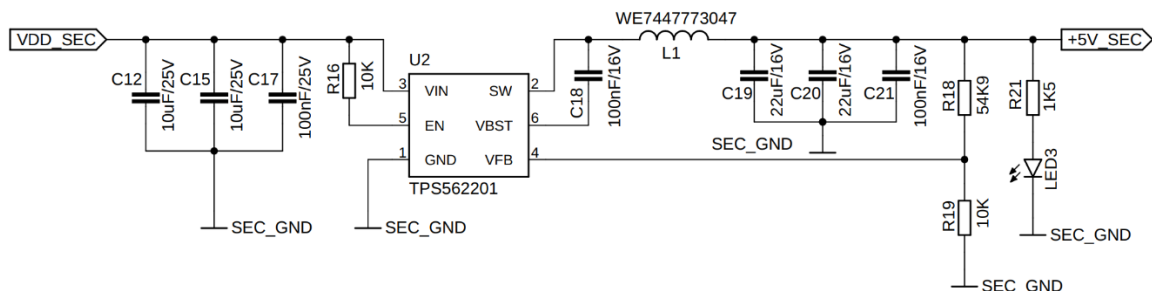 WE7447773047
VDD_SEC
+5V_SEC
L1
U2
C12
10uF/25V
C15
10uF/25V
C17
100nF/25V
R16
10K
3
VIN
SW
2
5
EN
VBST
6
1
GND
VFB
4
TPS562201
C18
100nF/16V
C19
22uF/16V
C20
22uF/16V
C21
100nF/16V
R18
54K9
R21
1K5
SEC_GND
LED3
R19
10K
SEC_GND
SEC_GND
SEC_GND
SEC_GND